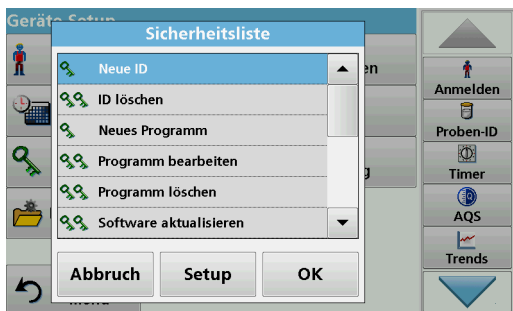 Geräte Setup
Sicherheitsliste
Neue ID
ID löschen
Neues Programm
Programm bearbeiten
Programm löschen
Software aktualisieren
Abbruch
Setup
OK
Anmelden
Proben-ID
Timer
AQS
Trends